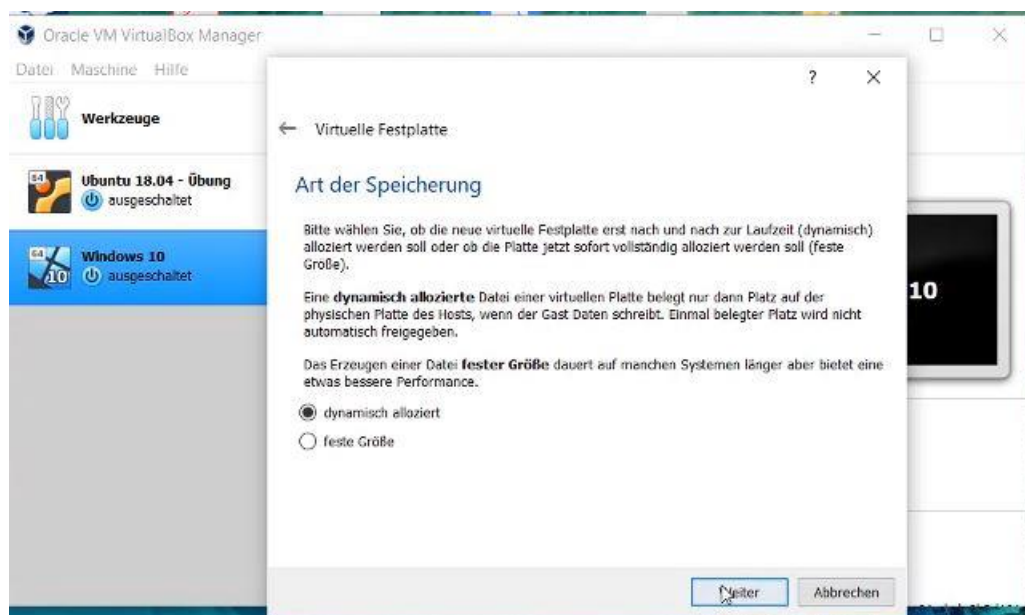 Oracle VM VirtualBox Manager
Datei Maschine Hilfe
Werkzeuge
Ubuntu 18.04 - Übung
ausgeschaltet
Windows 10
ausgeschaltet
? ×
← Virtuelle Festplatte
Art der Speicherung
Bitte wählen Sie, ob die neue virtuelle Festplatte erst nach und nach zur Laufzeit (dynamisch)
alloziert werden soll oder ob die Platte jetzt sofort vollständig alloziert werden soll (feste
Größe).
Eine dynamisch allozierte Datei einer virtuellen Platte belegt nur dann Platz auf der
physischen Platte des Hosts, wenn der Gast Daten schreibt. Einmal belegter Platz wird nicht
automatisch freigegeben.
Das Erzeugen einer Datei fester Größe dauert auf manchen Systemen länger aber bietet eine
etwas bessere Performance.
dynamisch alloziert
feste Größe
Weiter Abbrechen
64
64
10
10